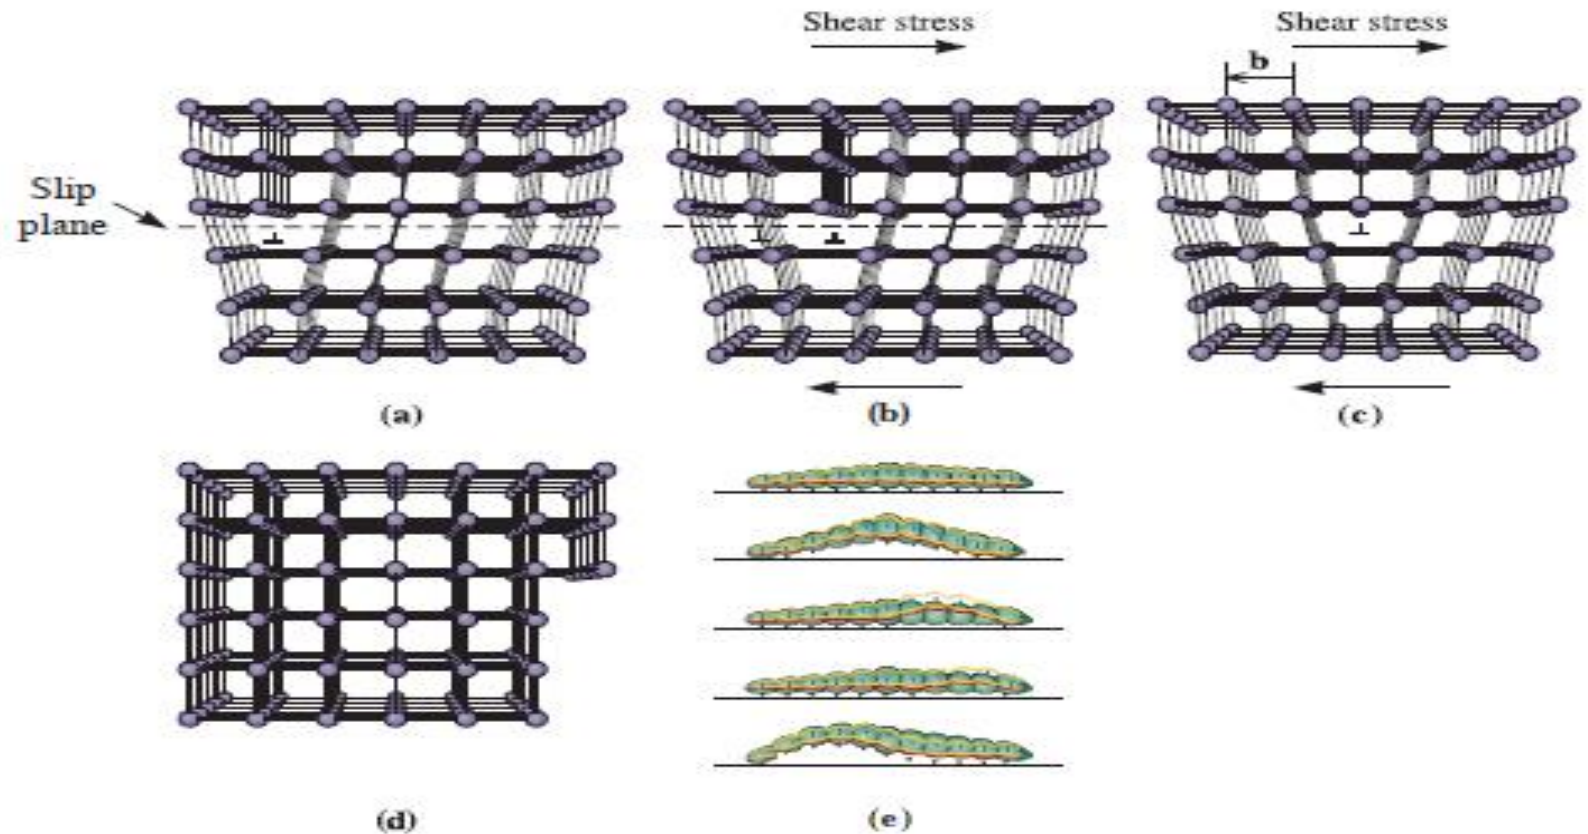 Shear stress
Shear stress
b
Slip
plane
⊥
⊥
⊥
⊥
(a)
(b)
(c)
(d)
(e)